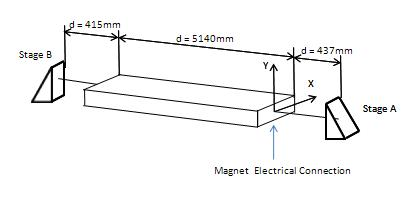 d = 415mm
d = 5140mm
d = 437mm
Stage B
Y
X
Stage A
Magnet Electrical Connection